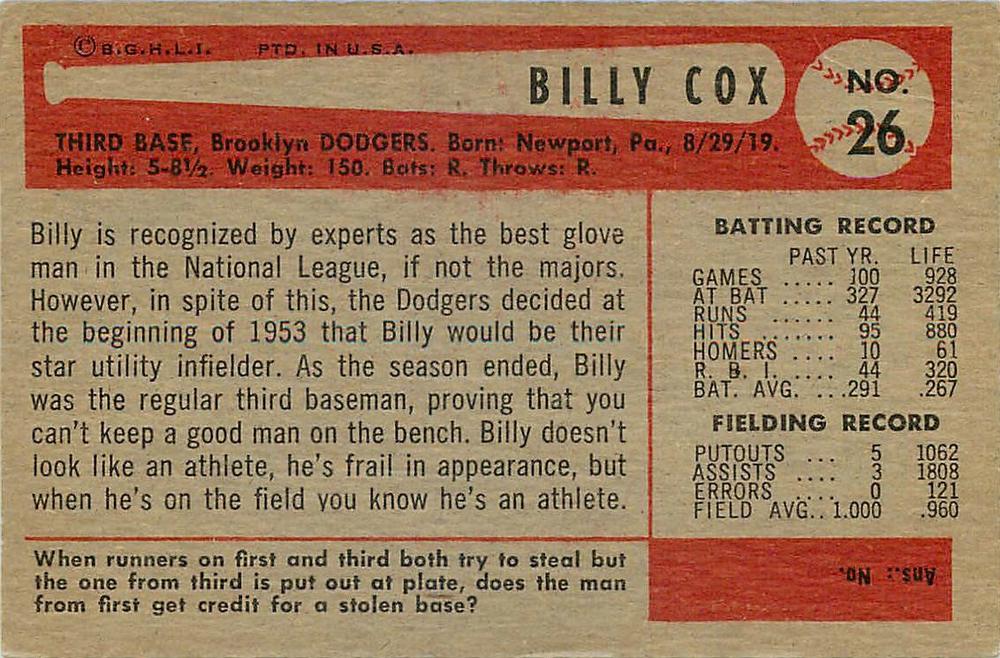 ©B.G.H.L.I. PTD. IN U.S.A.
BILLY COX
NO.
26
THIRD BASE, Brooklyn DODGERS. Born: Newport, Pa., 8/29/19.
Height: 5-8½. Weight: 150. Bats: R. Throws: R.
Billy is recognized by experts as the best glove
man in the National League, if not the majors.
However, in spite of this, the Dodgers decided at
the beginning of 1953 that Billy would be their
star utility infielder. As the season ended, Billy
was the regular third baseman, proving that you
can't keep a good man on the bench. Billy doesn't
look like an athlete, he's frail in appearance, but
when he's on the field you know he's an athlete.
BATTING RECORD
PAST YR. LIFE
GAMES ..... 100 928
AT BAT ..... 327 3292
RUNS ...... 44 419
HITS ........ 95 880
HOMERS .... 10 61
R. B. I. .... 44 320
BAT. AVG. ...291 .267
FIELDING RECORD
PUTOUTS ... 5 1062
ASSISTS .... 3 1808
ERRORS .... 0 121
FIELD AVG.. 1.000 .960
When runners on first and third both try to steal but
the one from third is put out at plate, does the man
from first get credit for a stolen base?
Ans.: No.